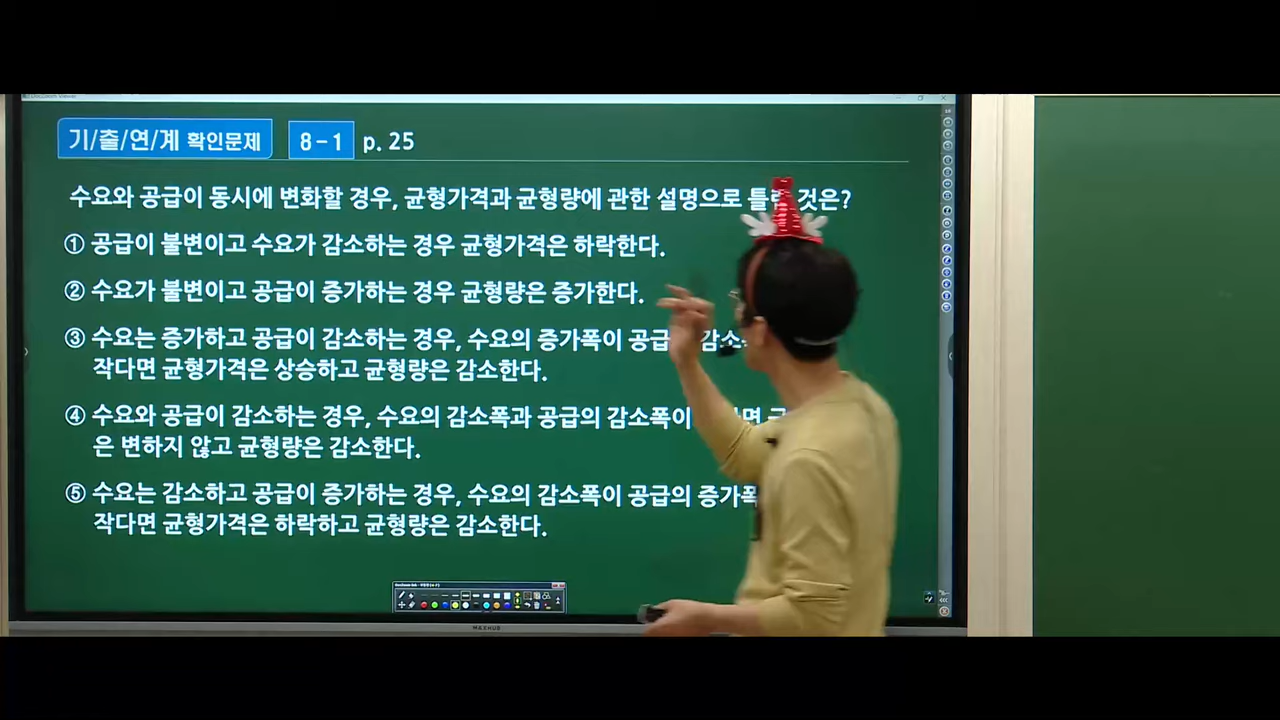 기/출/연/계 확인문제 8-1 p. 25
수요와 공급이 동시에 변화할 경우, 균형가격과 균형량에 관한 설명으로 것은?
① 공급이 불변이고 수요가 감소하는 경우 균형가격은 하락한다.
② 수요가 불변이고 공급이 증가하는 경우 균형량은 증가한다.
③ 수요는 증가하고 공급이 감소하는 경우, 수요의 증가폭이
작다면 균형가격은 상승하고 균형량은 감소한다.
④ 수요와 공급이 감소하는 경우, 수요의 감소폭과 공급의 감소폭이
은 변하지 않고 균형량은 감소한다.
⑤ 수요는 감소하고 공급이 증가하는 경우, 수요의 감소폭이 공급의
작다면 균형가격은 하락하고 균형량은 감소한다.
MAXHUB